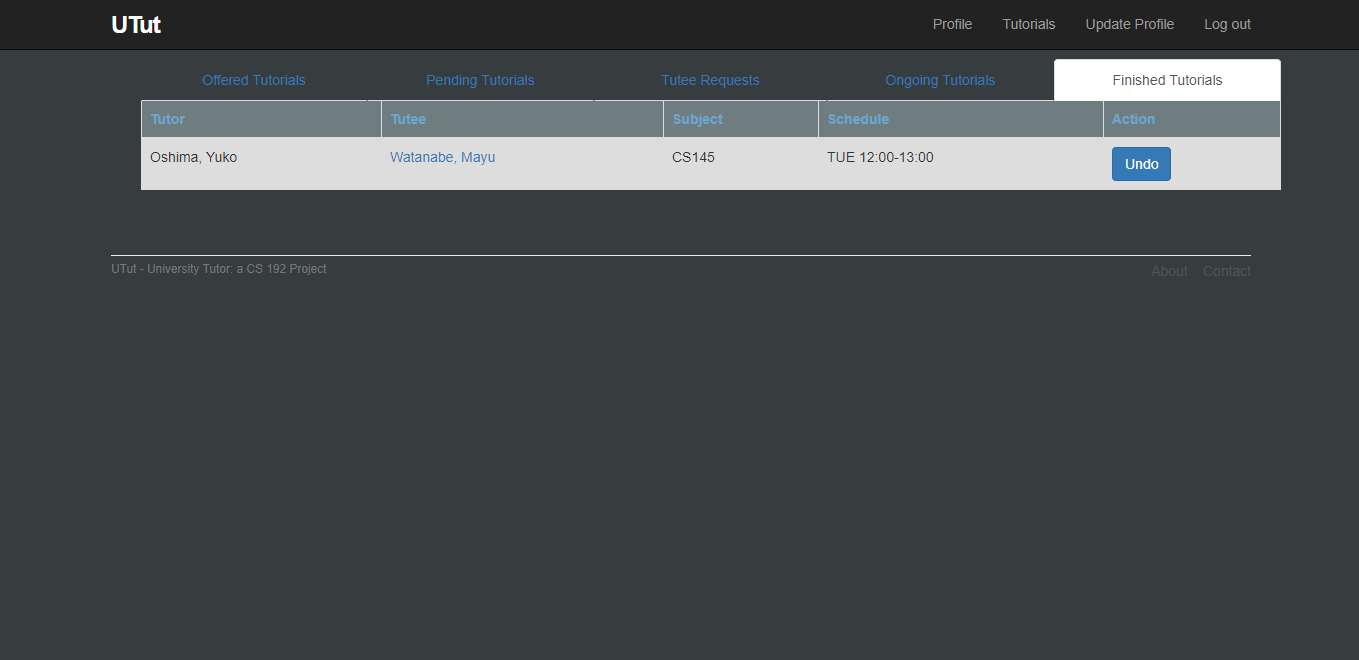 UTut Profile Tutorials Update Profile Log out
Offered Tutorials Pending Tutorials Tutee Requests Ongoing Tutorials Finished Tutorials
Tutor Tutee Subject Schedule Action
Oshima, Yuko Watanabe, Mayu CS145 TUE 12:00-13:00 Undo
UTut - University Tutor: a CS 192 Project About Contact